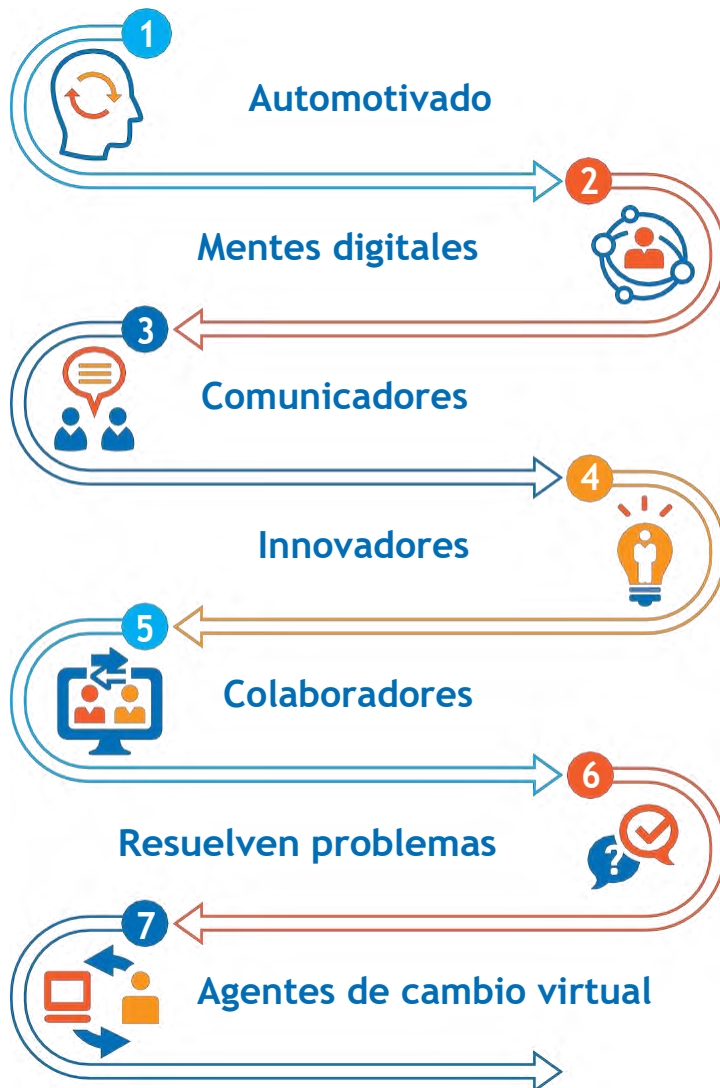 1
Automotivado
2
Mentes digitales
3
Comunicadores
4
Innovadores
5
Colaboradores
6
Resuelven problemas
?
7
Agentes de cambio virtual